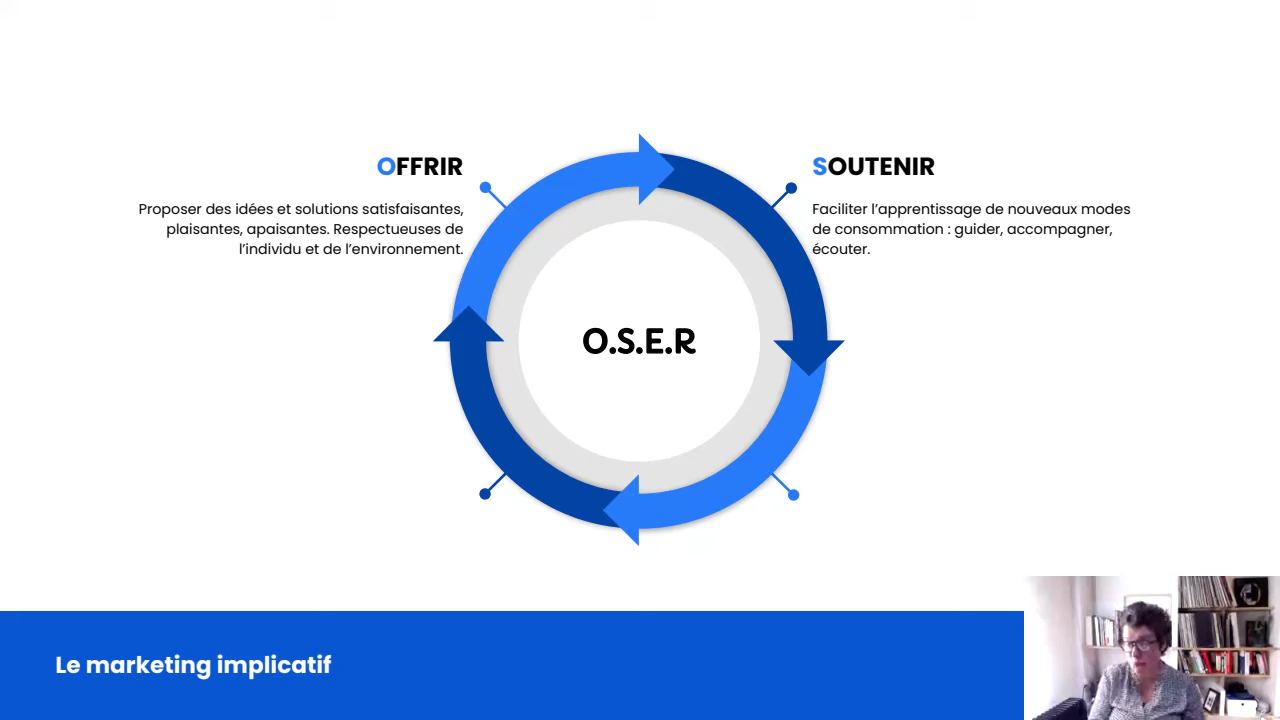 OFFRIR
Proposer des idées et solutions satisfaisantes,
plaisantes, apaisantes. Respectueuses de
l’individu et de l’environnement.
SOUTENIR
Faciliter l’apprentissage de nouveaux modes
de consommation : guider, accompagner,
écouter.
O.S.E.R
Le marketing implicatif